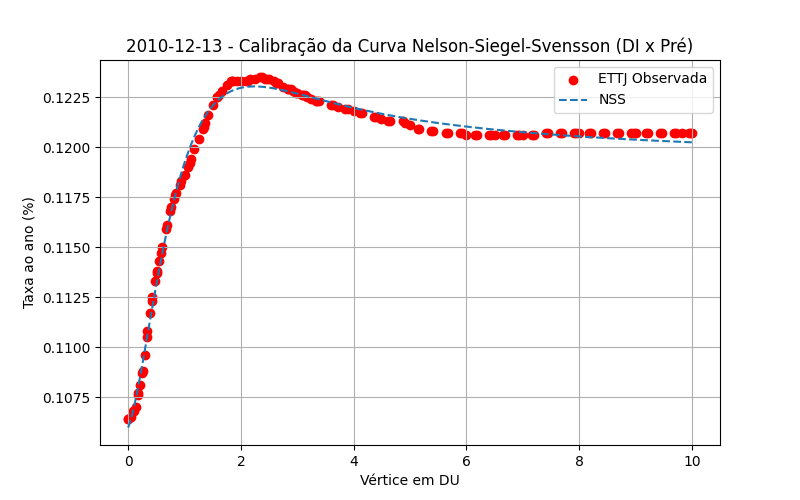 2010-12-13 - Calibração da Curva Nelson-Siegel-Svensson (DI x Pré)
ETTJ Observada
NSS
Taxa ao ano (%)
0.1225
0.1200
0.1175
0.1150
0.1125
0.1100
0.1075
0
2
4
6
8
10
Vértice em DU